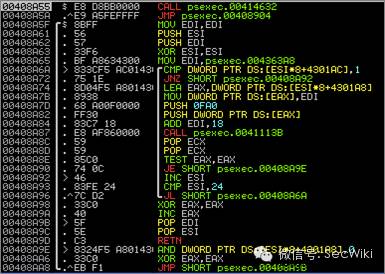 00408A55 $ E8 D8BB0000 CALL psexec.00414632
00408A5A .^E9 A5FEFFFF JMP psexec.00408904
00408A5F $ 8BFF MOV EDI,EDI
00408A61 . 56 PUSH ESI
00408A62 . 57 PUSH EDI
00408A63 . 33F6 XOR ESI,ESI
00408A65 . BF A8634300 MOV EDI,psexec.004363A8
00408A6A > 833CF5 AC0143 CMP DWORD PTR DS:[ESI*8+4301AC],1
00408A72 . 75 1E JNZ SHORT psexec.00408A92
00408A74 . 8D04F5 A80143 LEA EAX,DWORD PTR DS:[ESI*8+4301A8]
00408A7B . 8938 MOV DWORD PTR DS:[EAX],EDI
00408A7D . 68 A00F0000 PUSH 0FA0
00408A82 . FF30 PUSH DWORD PTR DS:[EAX]
00408A84 . 83C7 18 ADD EDI,18
00408A87 . E8 AF860000 CALL psexec.0041113B
00408A8C . 59 POP ECX
00408A8D . 59 POP ECX
00408A8E . 85C0 TEST EAX,EAX
00408A90 . 74 0C JE SHORT psexec.00408A9E
00408A92 > 46 INC ESI
00408A93 . 83FE 24 CMP ESI,24
00408A96 .^7C D2 JL SHORT psexec.00408A6A
00408A98 . 33C0 XOR EAX,EAX
00408A9A . 40 INC EAX
00408A9B > 5F POP EDI
00408A9C . 5E POP ESI
00408A9D . C3 RETN
00408A9E > 8324F5 A80143 AND DWORD PTR DS:[ESI*8+4301A8],0
00408AA6 . 33C0 XOR EAX,EAX
00408AA8 .^EB F1 JMP SHORT psexec.00408A9B
微信号: SecWiki